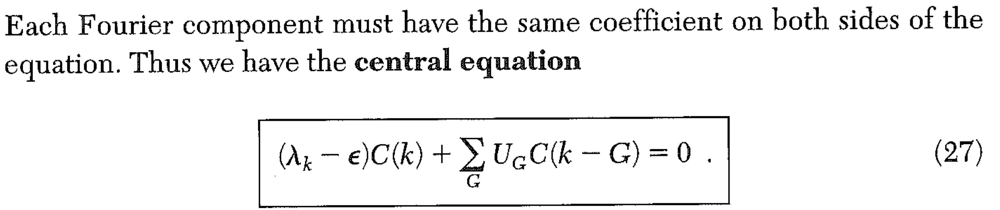 Each Fourier component must have the same coefficient on both sides of the
equation. Thus we have the central equation
(λ_k − ϵ)C(k) + ∑_G U_G C(k − G) = 0 . (27)